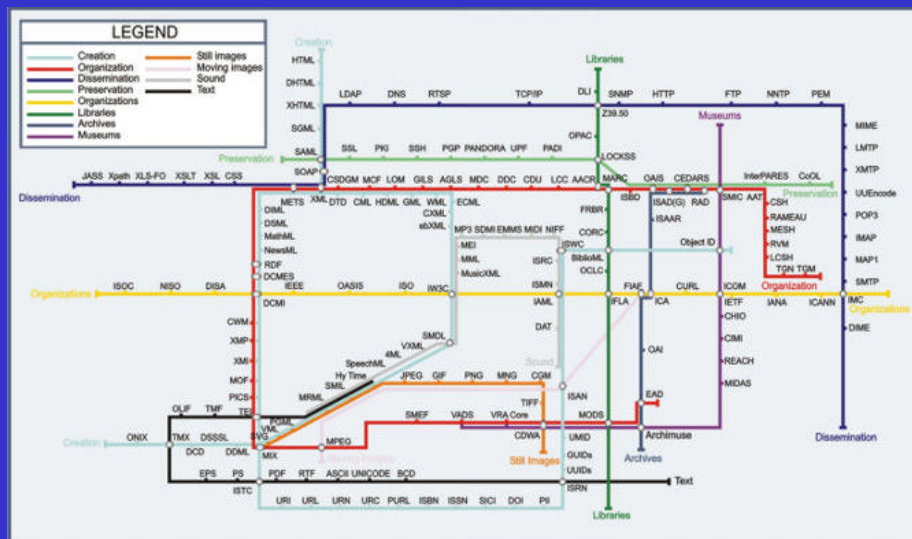 LEGEND
Creation
Organization
Dissemination
Preservation
Organizations
Libraries
Archives
Museums
Still images
Moving images
Sound
Text
Creation
HTML
DHTML
XHTML
SGML
SAML
SOAP
Libraries
DLI
LDAP DNS RTSP TCP/IP SNMP HTTP FTP NNTP PEM
Z39.50
Museums
MIME
OPAC
LMTP
Preservation
SSL PKI SSH PGP PANDORA UPF PADI
LOCKSS
XMTP
InterPARES CoOL
Preservation
JASS Xpath XLS-FO XSLT XSL CSS
OAIS CEDARS
UUEncode
Dissemination
METS XML
CSDGM MCF LOM GILS AGLS MDC DDC CDU LCC AACR MARC
DTD CML HDML GML WML ECML
ISBD ISAD(G) RAD SMIC AAT
CXML
ebXML
FRBR
ISAAR
CSH
RAMEAU
MESH
RVM
LCSH
TGN TGM
Organization
POP3
IMAP
MAP1
SMTP
DIML
DSML
MathML
NewsML
RDF
DCMES
MP3 SDMI EMMS MIDI NIFF
MEI
MML
MusicXML
ISWC
ISRC
CORC
BiblioML
OCLC
Object ID
Organizations
ISOC NISO DISA DCMI IEEE OASIS ISO IW3C ISMN IAML IFLA FIAF ICA CURL ICOM IETF IANA ICANN IMC
Organizations
DIME
CWM
XMP
XMI
MOF
PICS
SMDL
VXML
4ML
SpeechML
Hy Time
SMIL
MRML
PGML
VML
SVG
DAT
Sound
OAI
CHIO
CIMI
REACH
MIDAS
JPEG GIF PNG MNG CGM
TIFF
ISAN
EAD
OLIF TMF TEI
SMEF VADS VRA Core MODS
CDWA
Archimuse
Dissemination
Creation
ONIX TMX DSSSL
DCD DDML
MIX
MPEG
Moving Images
Still Images
UMID
GUIDs
UUIDs
Archives
EPS PS ISTC PDF RTF ASCII UNICODE BCD ISRN
Text
URI URL URN URC PURL ISBN ISSN SICI DOI PII
Libraries